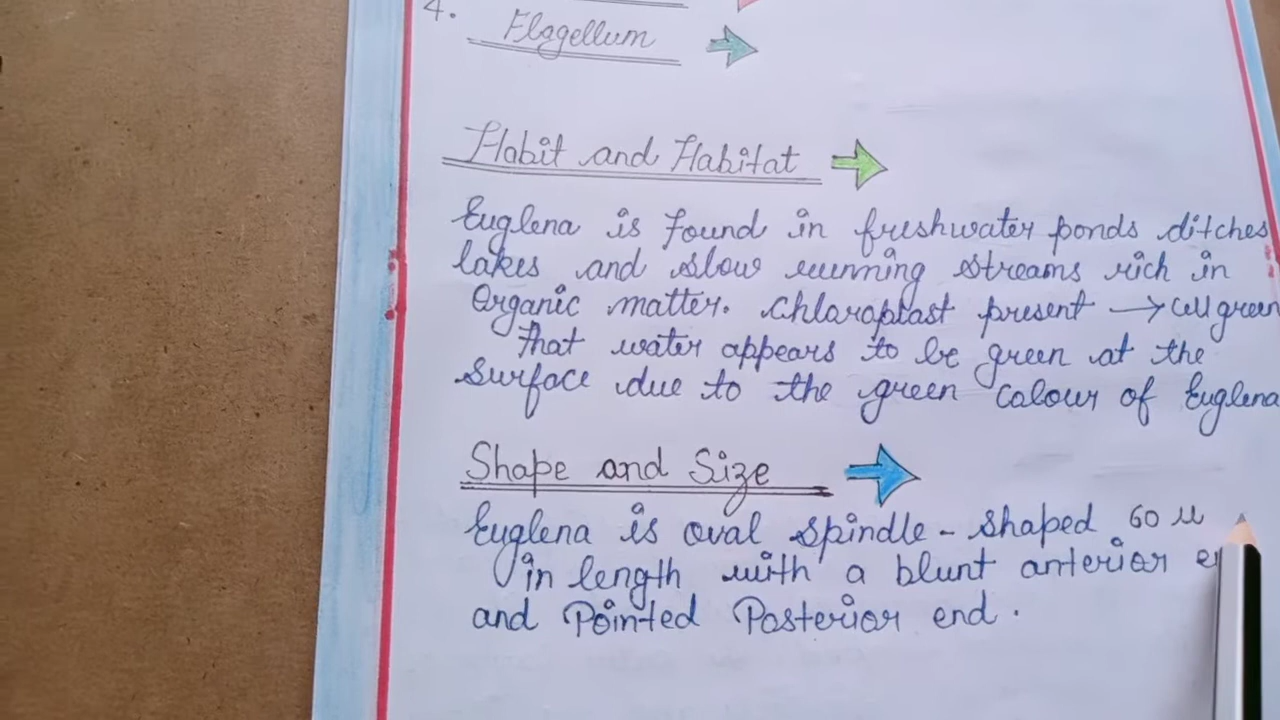 4. Flagellum
Habit and Habitat
Euglena is found in freshwater ponds ditches
lakes and slow running streams rich in
Organic matter. Chloroplast present → cell green
that water appears to be green at the
surface due to the green colour of Euglena
Shape and Size
Euglena is oval spindle - shaped 60 µ
in length with a blunt anterior
and Pointed Posterior end .